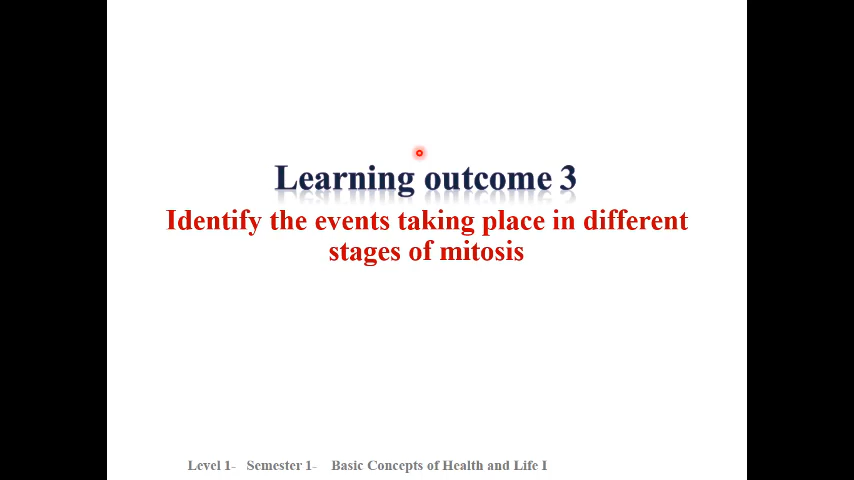 Learning outcome 3
Identify the events taking place in different
stages of mitosis
Level 1- Semester 1- Basic Concepts of Health and Life I